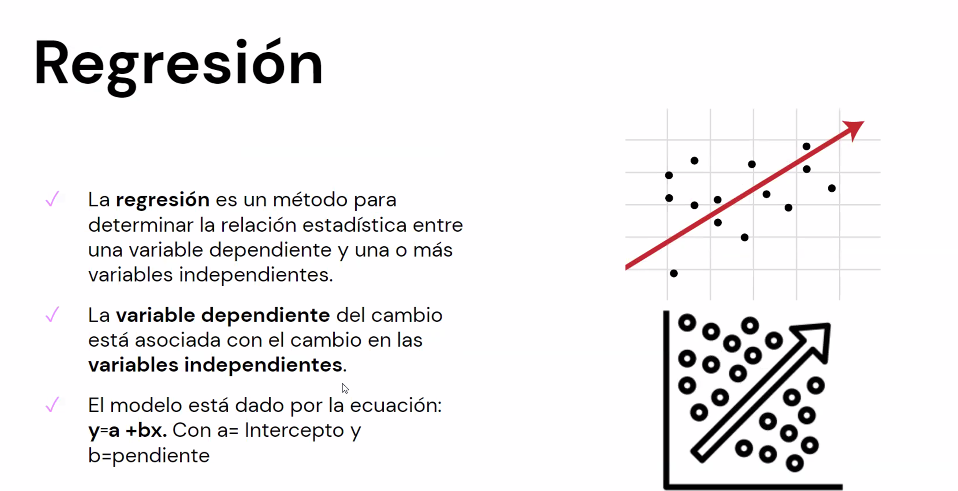 Regresión
La regresión es un método para
determinar la relación estadística entre
una variable dependiente y una o más
variables independientes.
La variable dependiente del cambio
está asociada con el cambio en las
variables independientes.
El modelo está dado por la ecuación:
y=a +bx. Con a= Intercepto y
b=pendiente